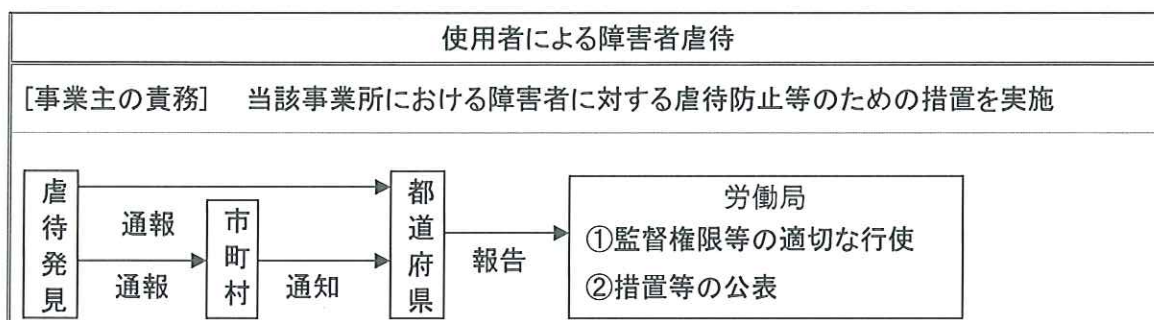 使用者による障害者虐待
[事業主の責務]　当該事業所における障害者に対する虐待防止等のための措置を実施
虐待発見
通報
通報
市町村
通知
都道府県
報告
労働局
①監督権限等の適切な行使
②措置等の公表